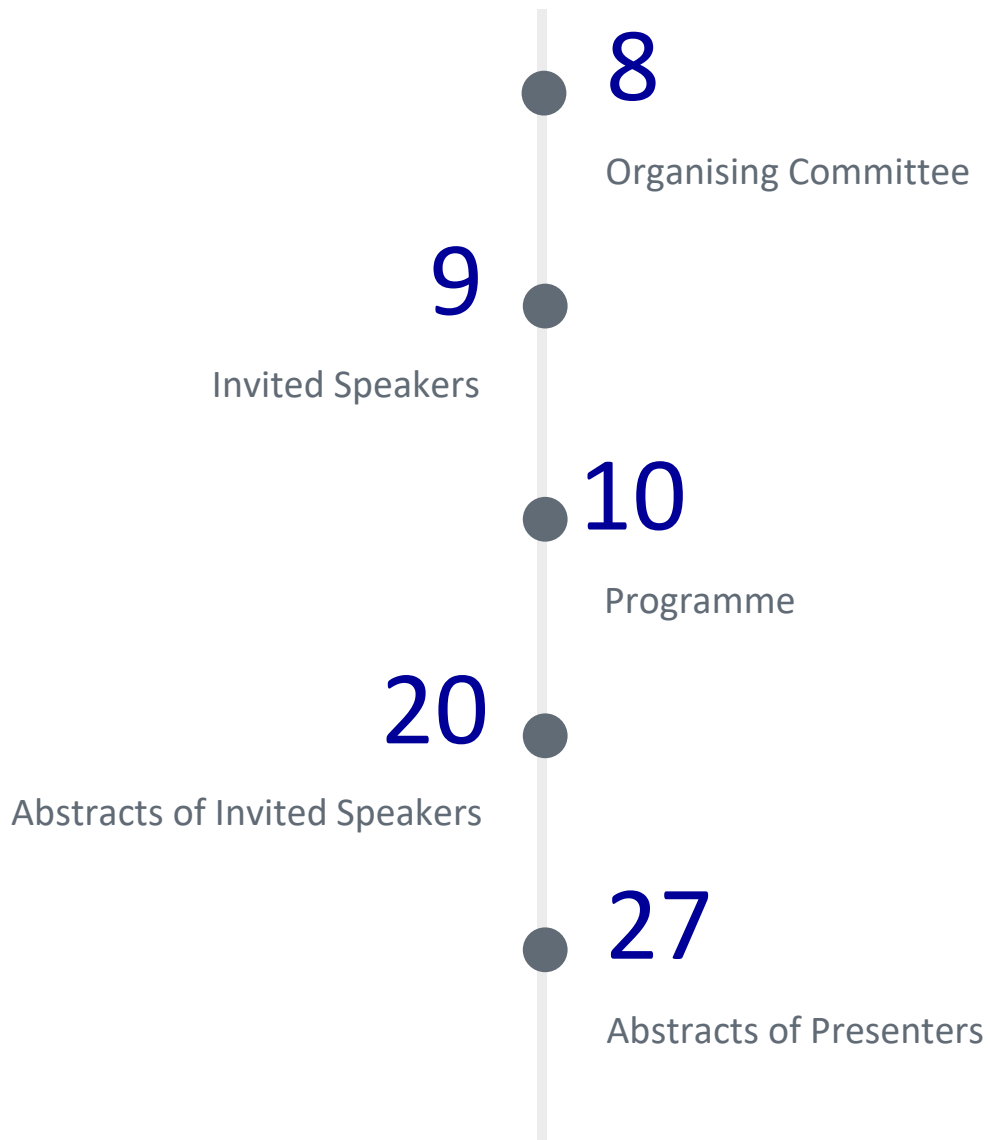 8
Organising Committee
9
Invited Speakers
10
Programme
20
Abstracts of Invited Speakers
27
Abstracts of Presenters